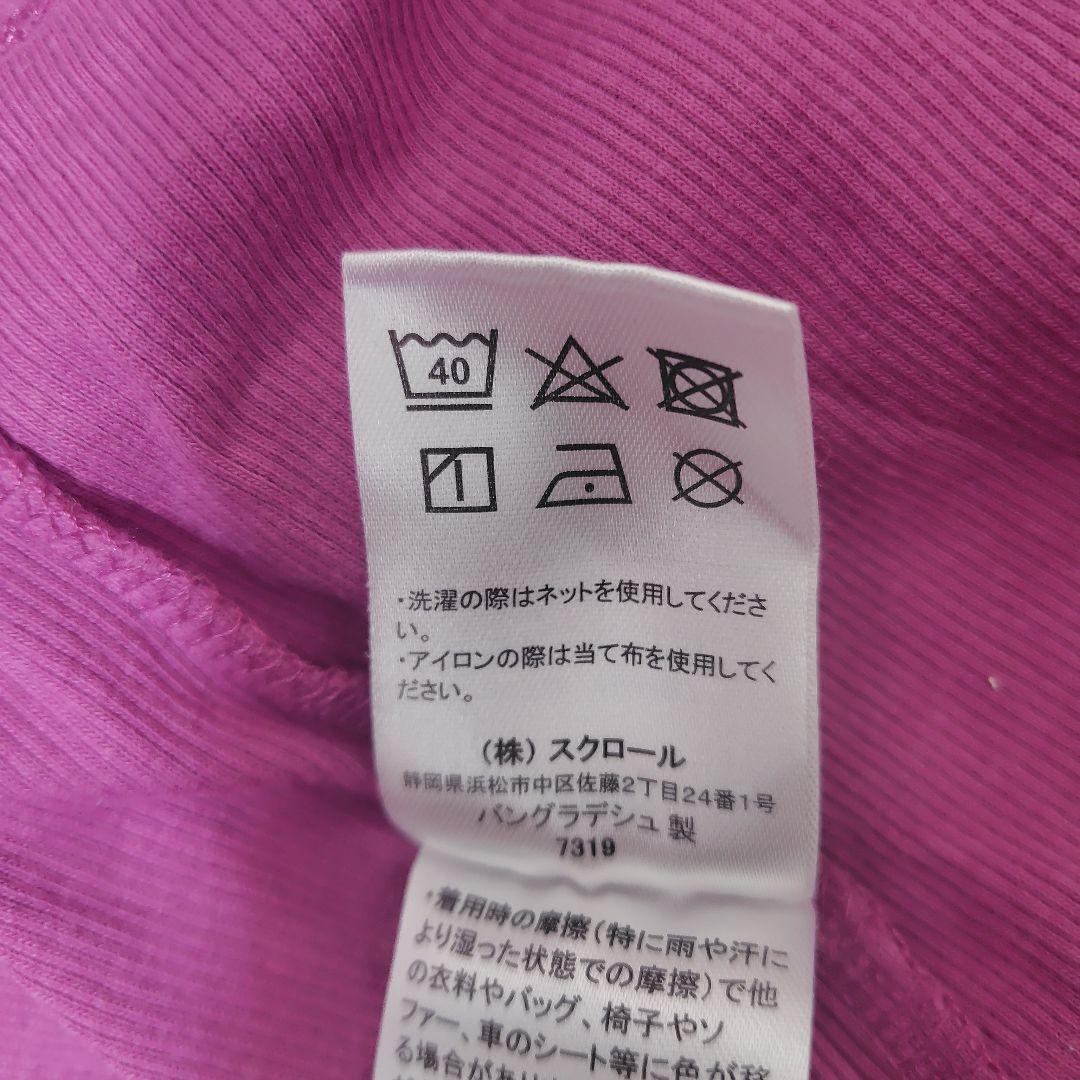 40
・洗濯の際はネットを使用してくださ
い。
・アイロンの際は当て布を使用してく
ださい。
(株) スクロール
静岡県浜松市中区佐藤2丁目24番1号
バングラデシュ製
7319
・着用時の摩擦(特に雨や汗に
より湿った状態での摩擦)で他
の衣料やバッグ、椅子やソ
ファー、車のシート等に色が移
る場合があり